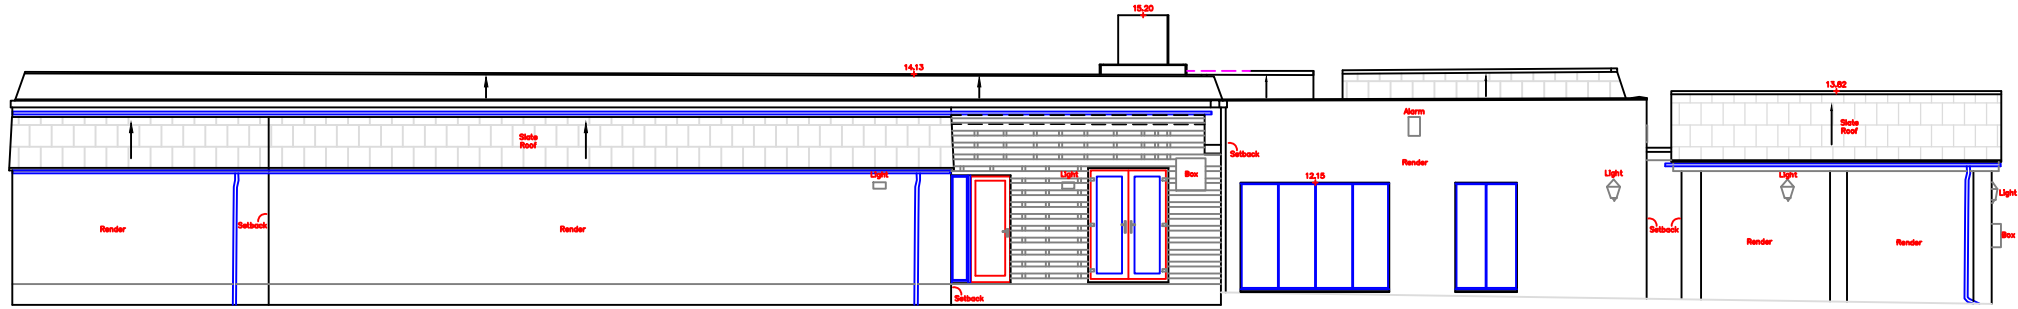 15.20
14.13
13.82
Alarm
Slate
Roof
Slate
Roof
Setback
Render
Light
Light
Box
12.15
Light
Light
Light
Render
Setback
Render
Setback
Render
Render
Box
Setback